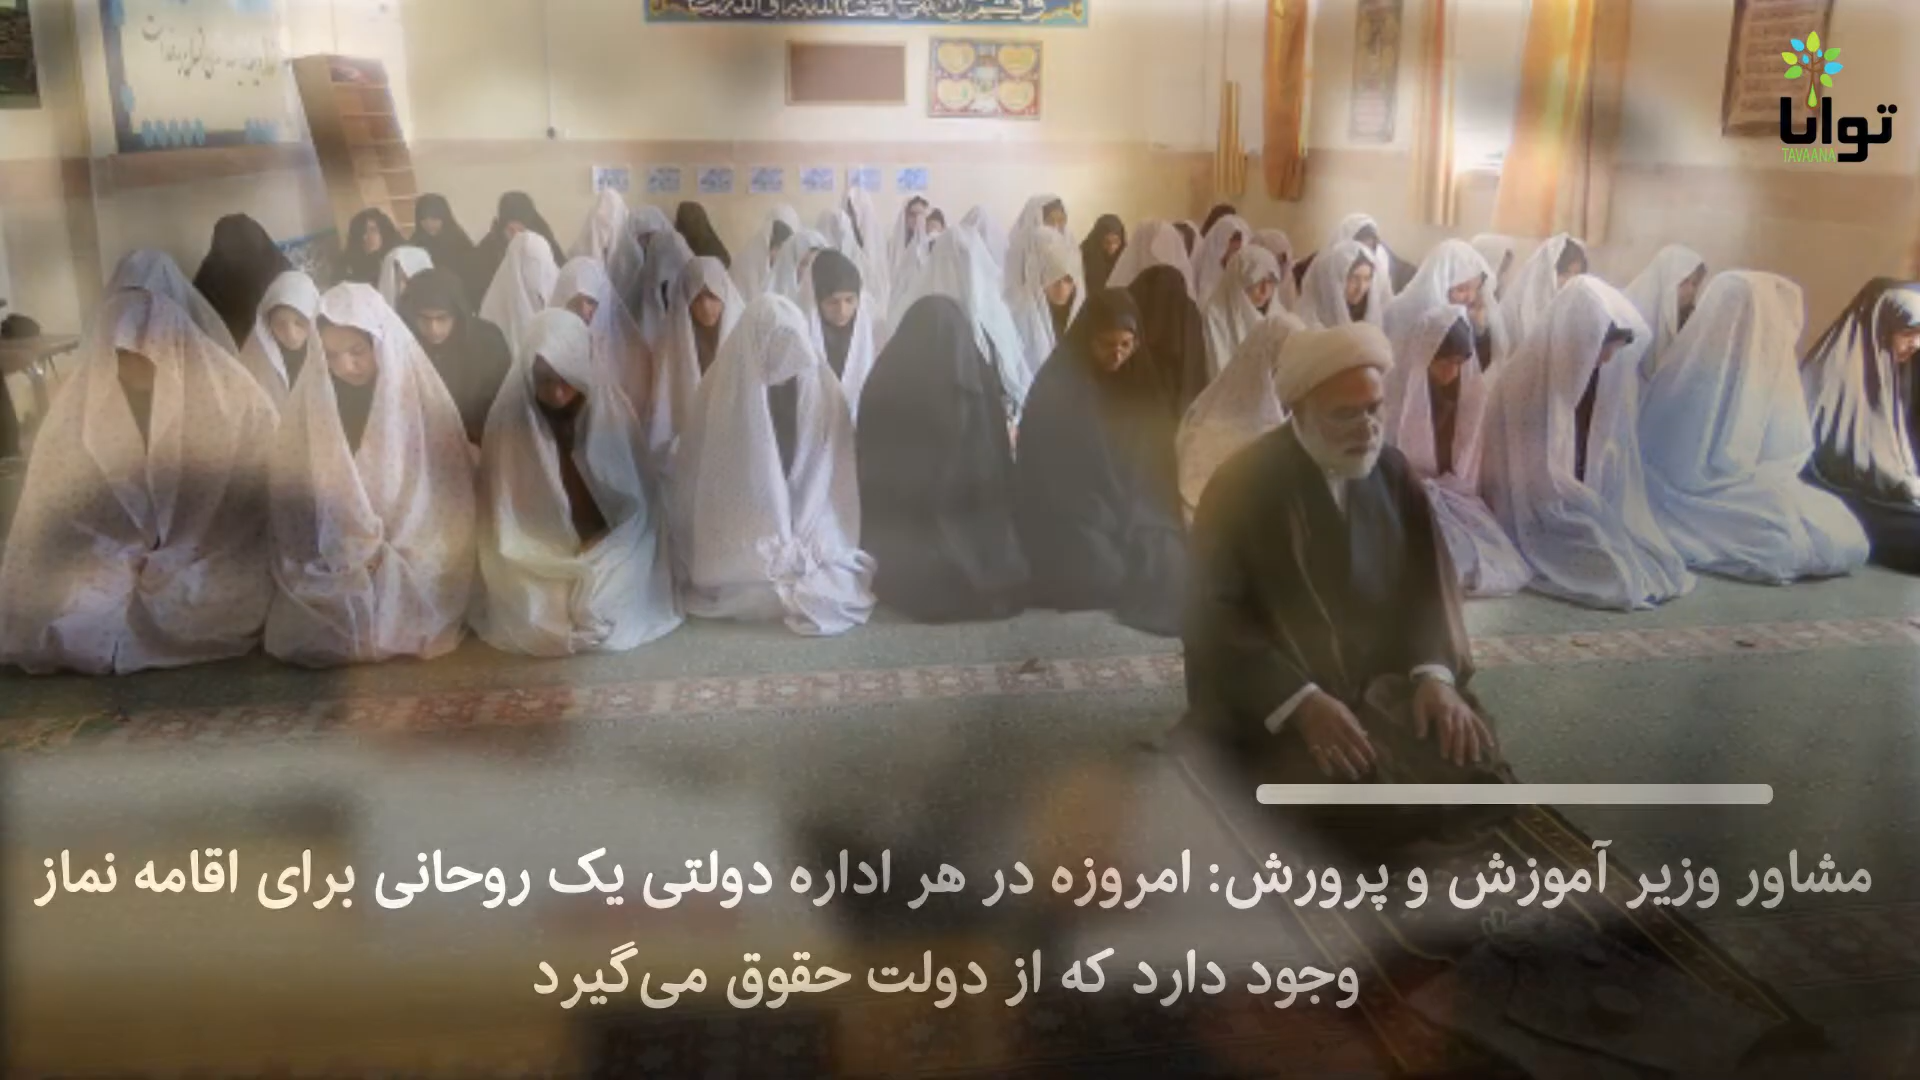 توانا
TAVAANA
مشاور وزیر آموزش و پرورش: امروزه در هر اداره دولتی یک روحانی برای اقامه نماز
وجود دارد که از دولت حقوق می‌گیرد